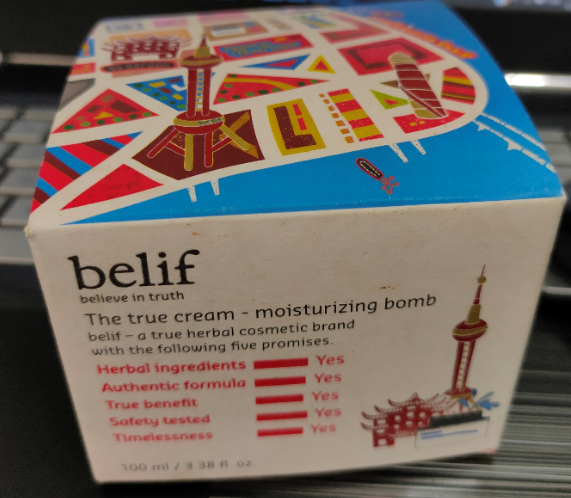 belif
believe in truth
The true cream - moisturizing bomb
belif – a true herbal cosmetic brand
with the following five promises.
Herbal ingredients Yes
Authentic formula Yes
True benefit Yes
Safety tested Yes
Timelessness Yes
100 ml / 3 38 fl oz